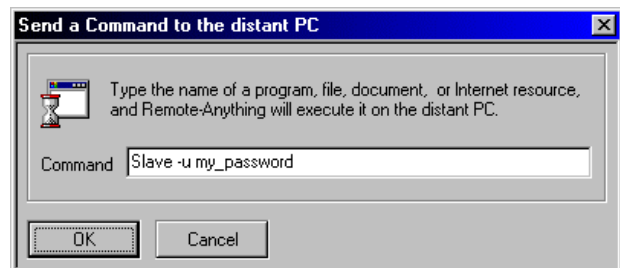 Send a Command to the distant PC
Type the name of a program, file, document, or Internet resource,
and Remote-Anything will execute it on the distant PC.
Command Slave -u my_password
OK Cancel